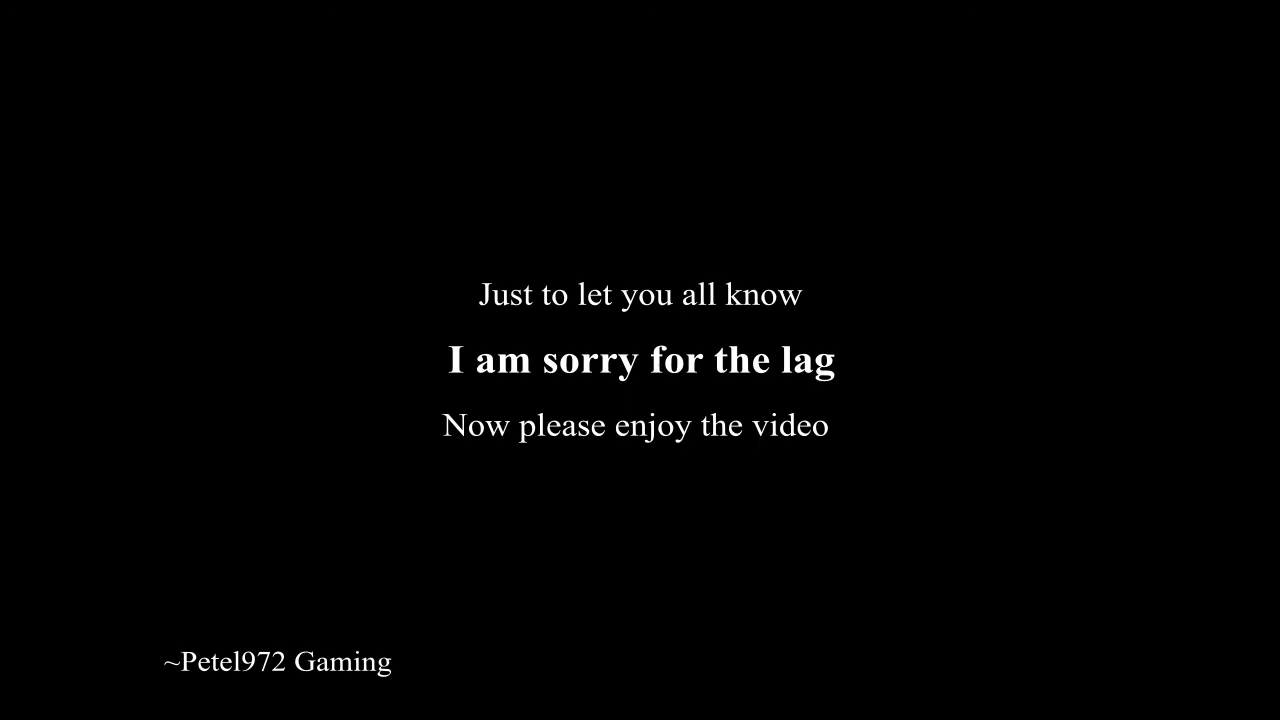 Just to let you all know
I am sorry for the lag
Now please enjoy the video
~Petel972 Gaming